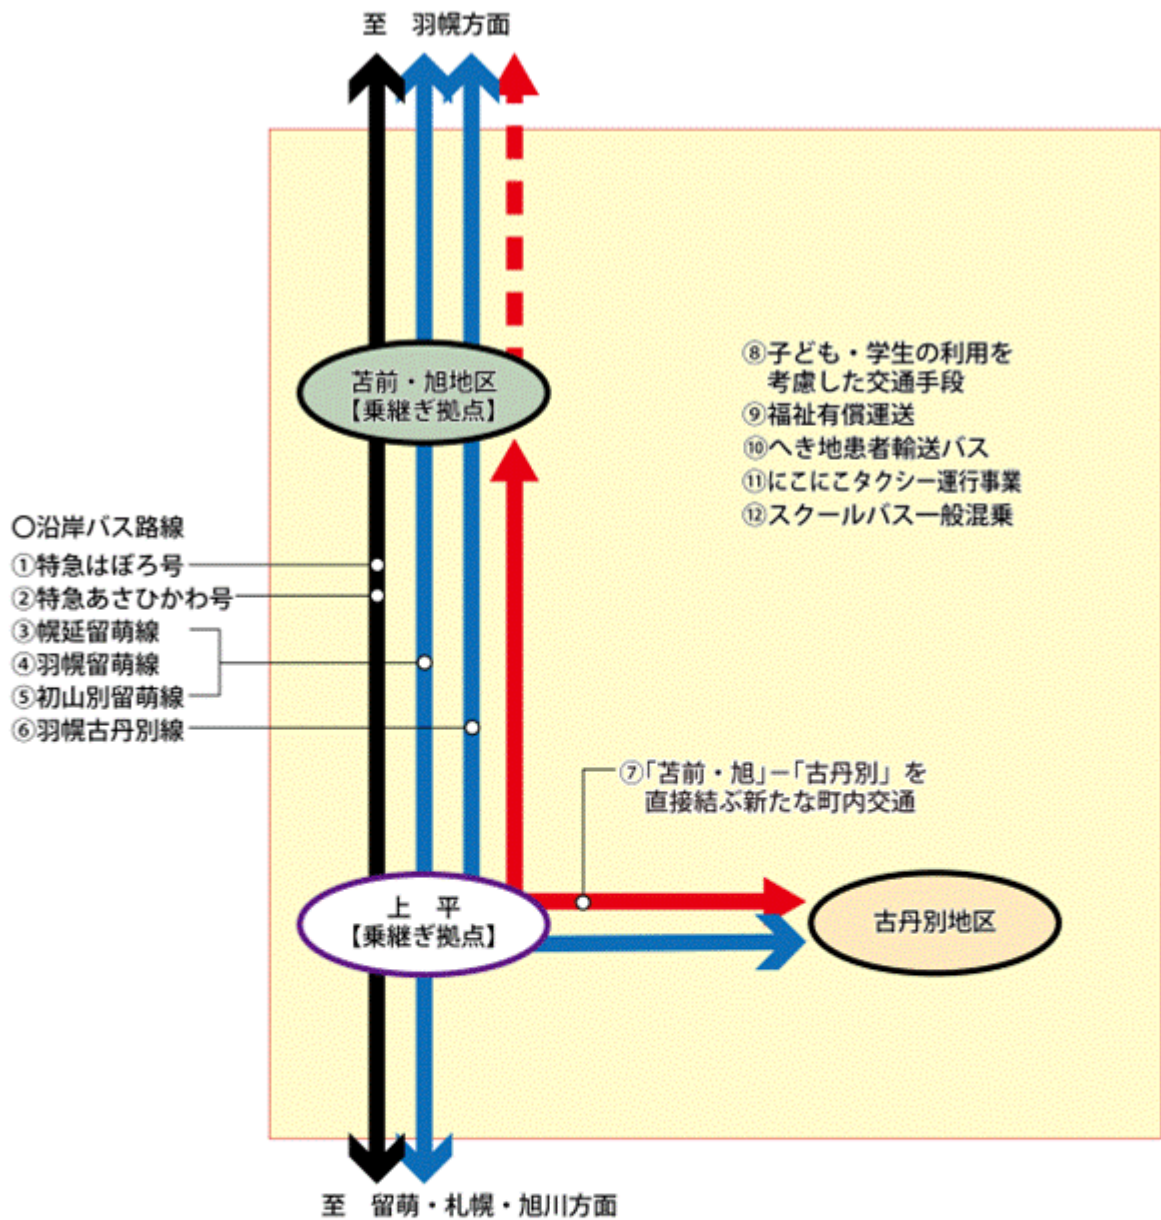 至　羽幌方面
苫前・旭地区
【乗継ぎ拠点】
⑧子ども・学生の利用を
考慮した交通手段
⑨福祉有償運送
⑩へき地患者輸送バス
⑪にこにこタクシー運行事業
⑫スクールバス一般混乗
〇沿岸バス路線
①特急はぼろ号
②特急あさひかわ号
③幌延留萌線
④羽幌留萌線
⑤初山別留萌線
⑥羽幌古丹別線
⑦「苫前・旭」ー「古丹別」を
直接結ぶ新たな町内交通
上　平
【乗継ぎ拠点】
古丹別地区
至　留萌・札幌・旭川方面